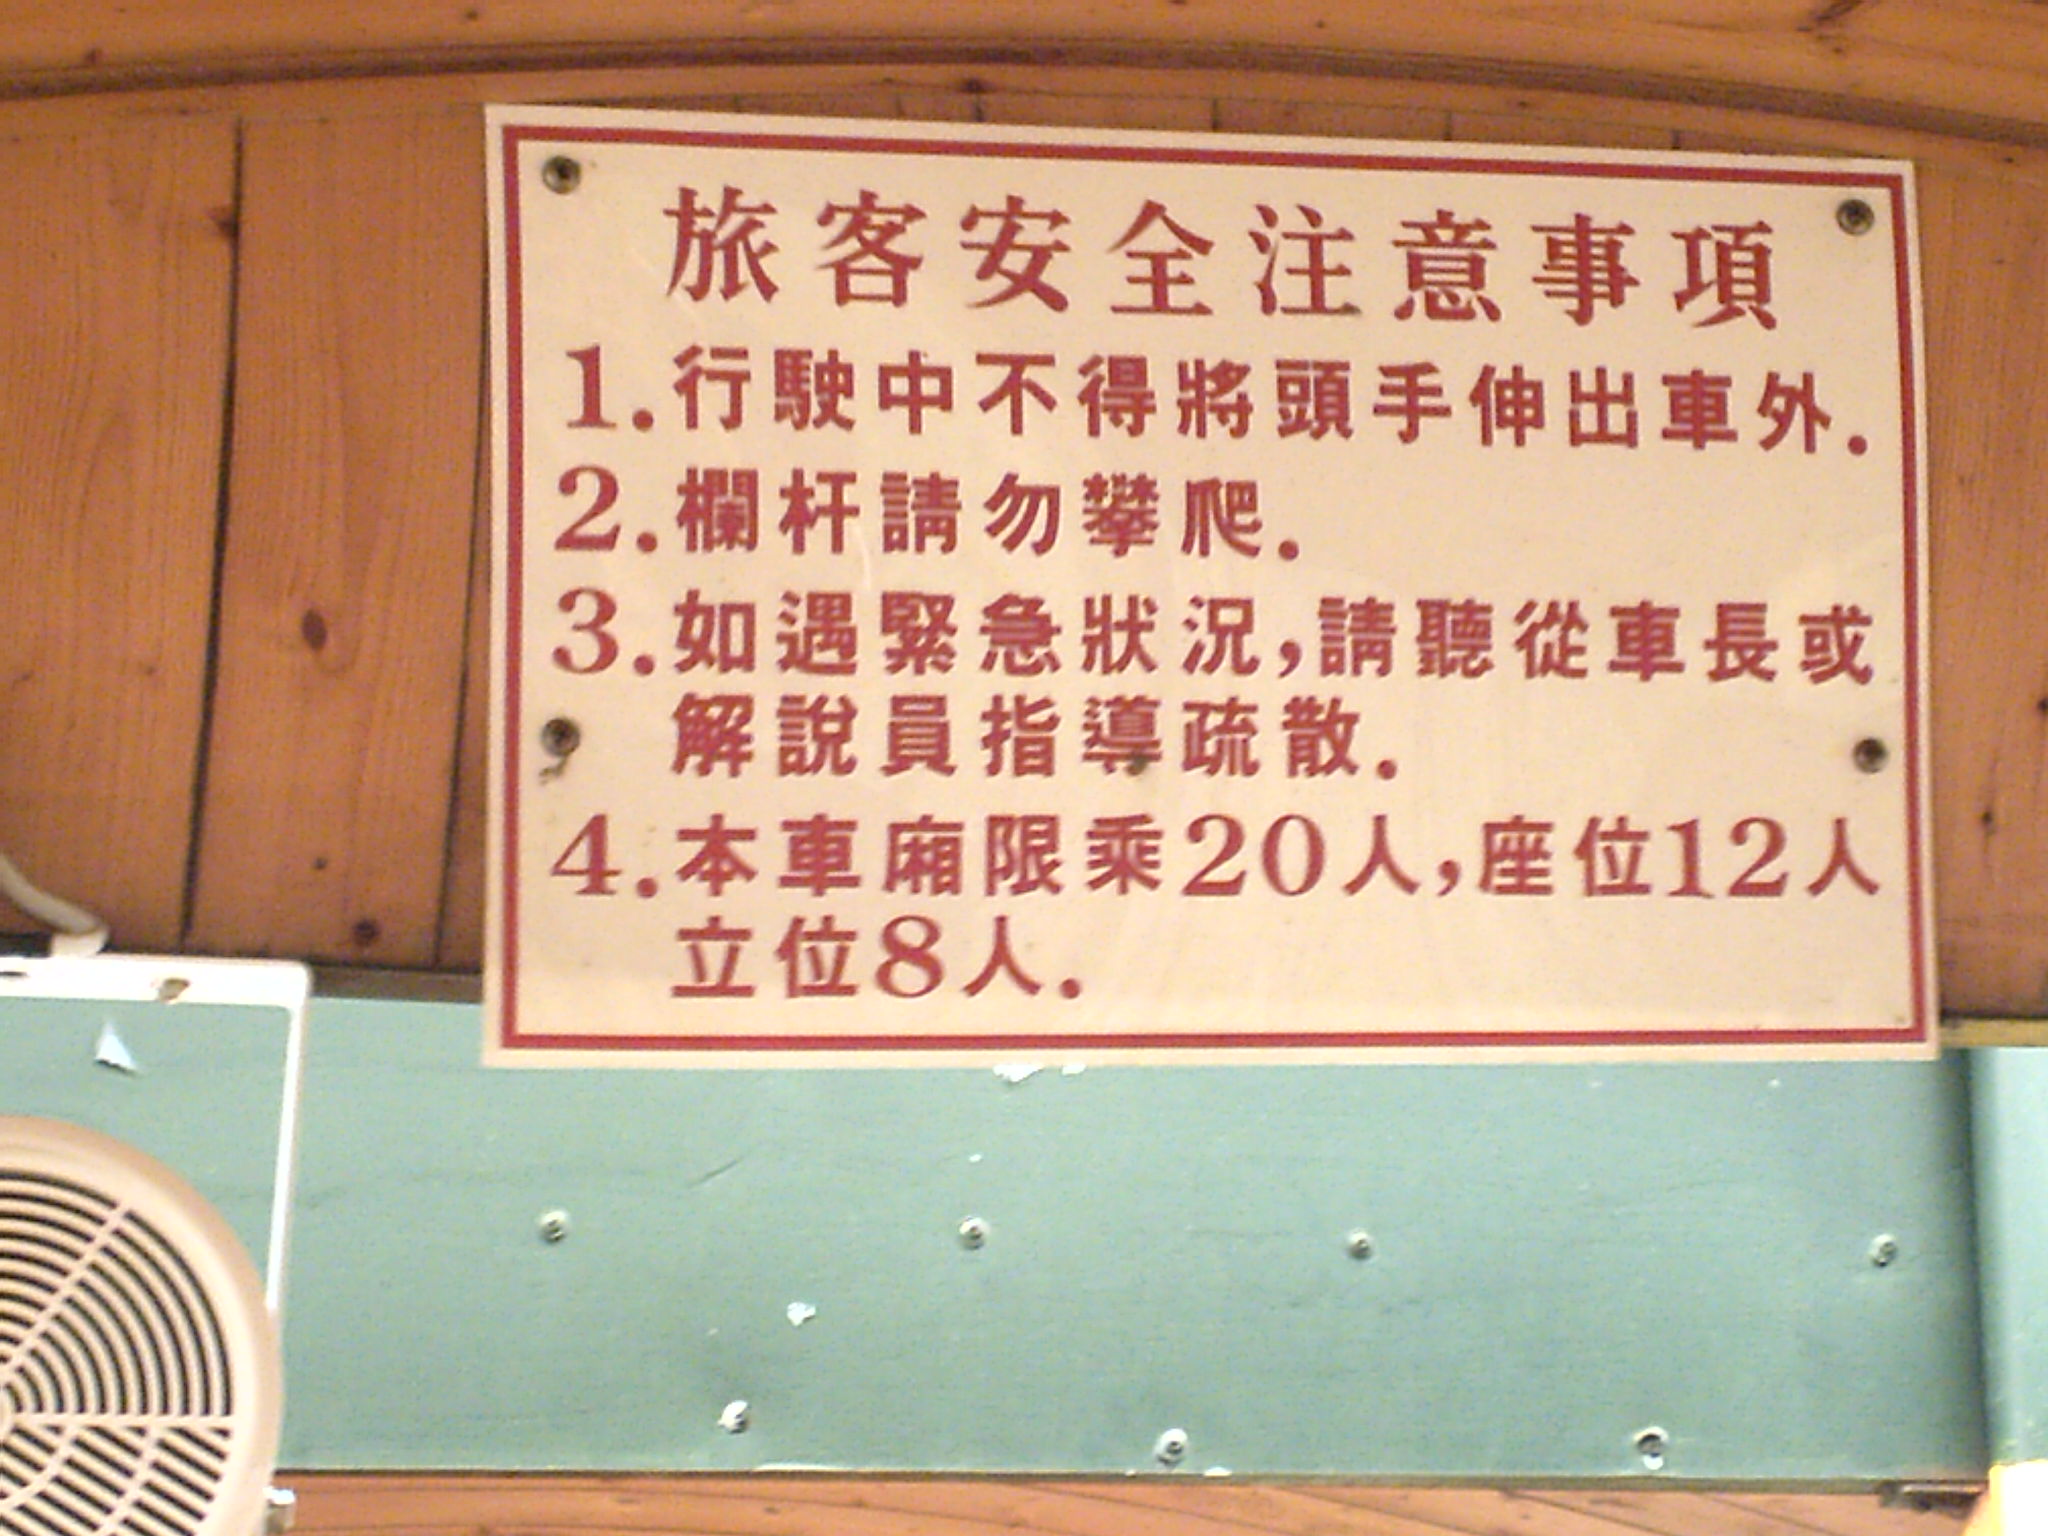 旅客安全注意事項
1.行駛中不得將頭手伸出車外.
2.欄杆請勿攀爬.
3.如遇緊急狀況,請聽從車長或
解說員指導疏散.
4.本車廂限乘20人,座位12人
立位8人.